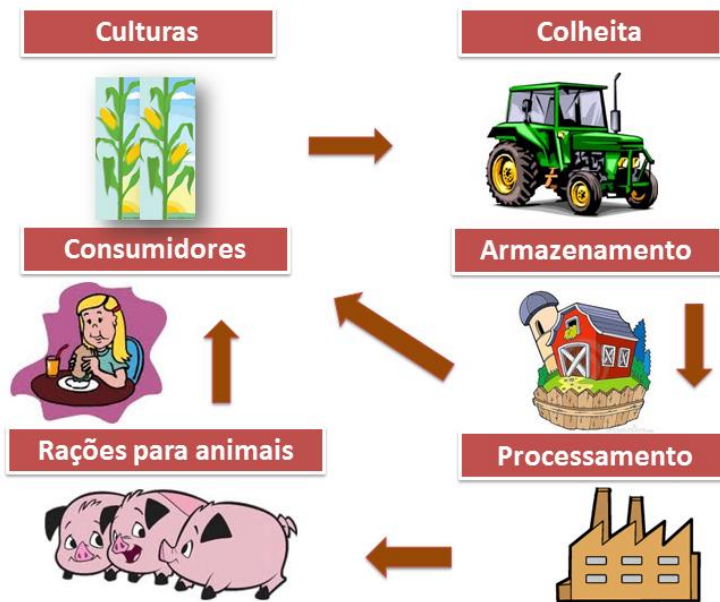 Culturas
Colheita
Consumidores
Armazenamento
Rações para animais
Processamento